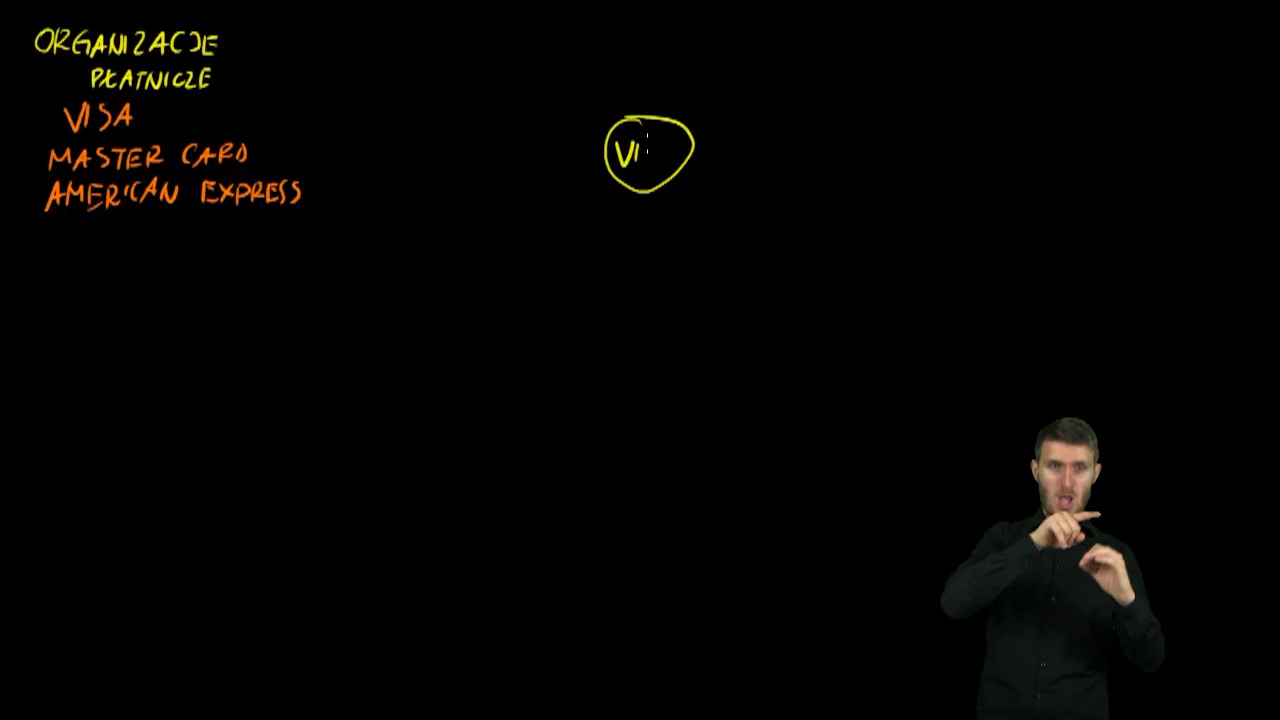 ORGANIZACJE
PŁATNICZE
VISA
MASTER CARD
AMERICAN EXPRESS
VI